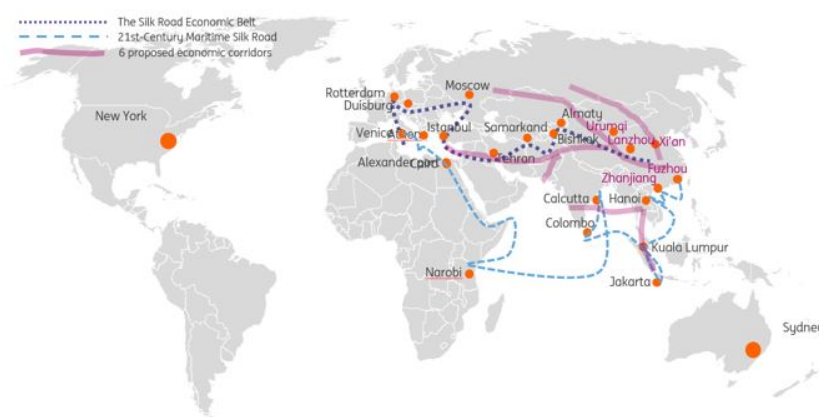 The Silk Road Economic Belt
21st-Century Maritime Silk Road
6 proposed economic corridors
New York
Rotterdam
Duisburg
Moscow
Venice
Istanbul
Samarkand
Almaty
Bishkek
Urumqi
Lanzhou
Xi'an
Tehran
Fuzhou
Zhanjiang
Calcutta
Hanoi
Colombo
Kuala Lumpur
Narobi
Jakarta
Sydney